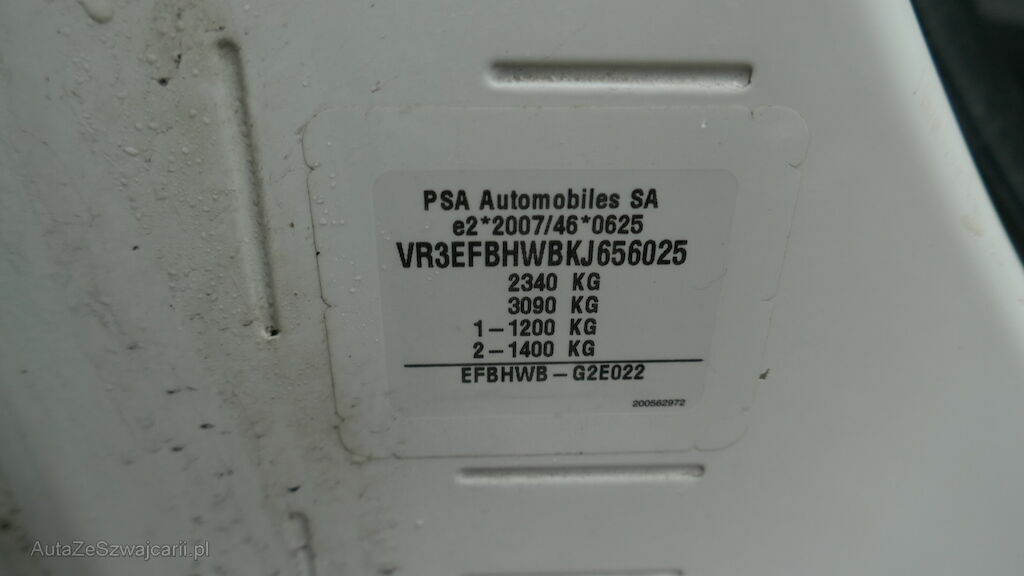 PSA Automobiles SA
e2*2007/46*0625
VR3EFBHWBKJ656025
2340 KG
3090 KG
1-1200 KG
2-1400 KG
EFBHWB-G2E022
200562972
AutaZeSzwajcarii.pl